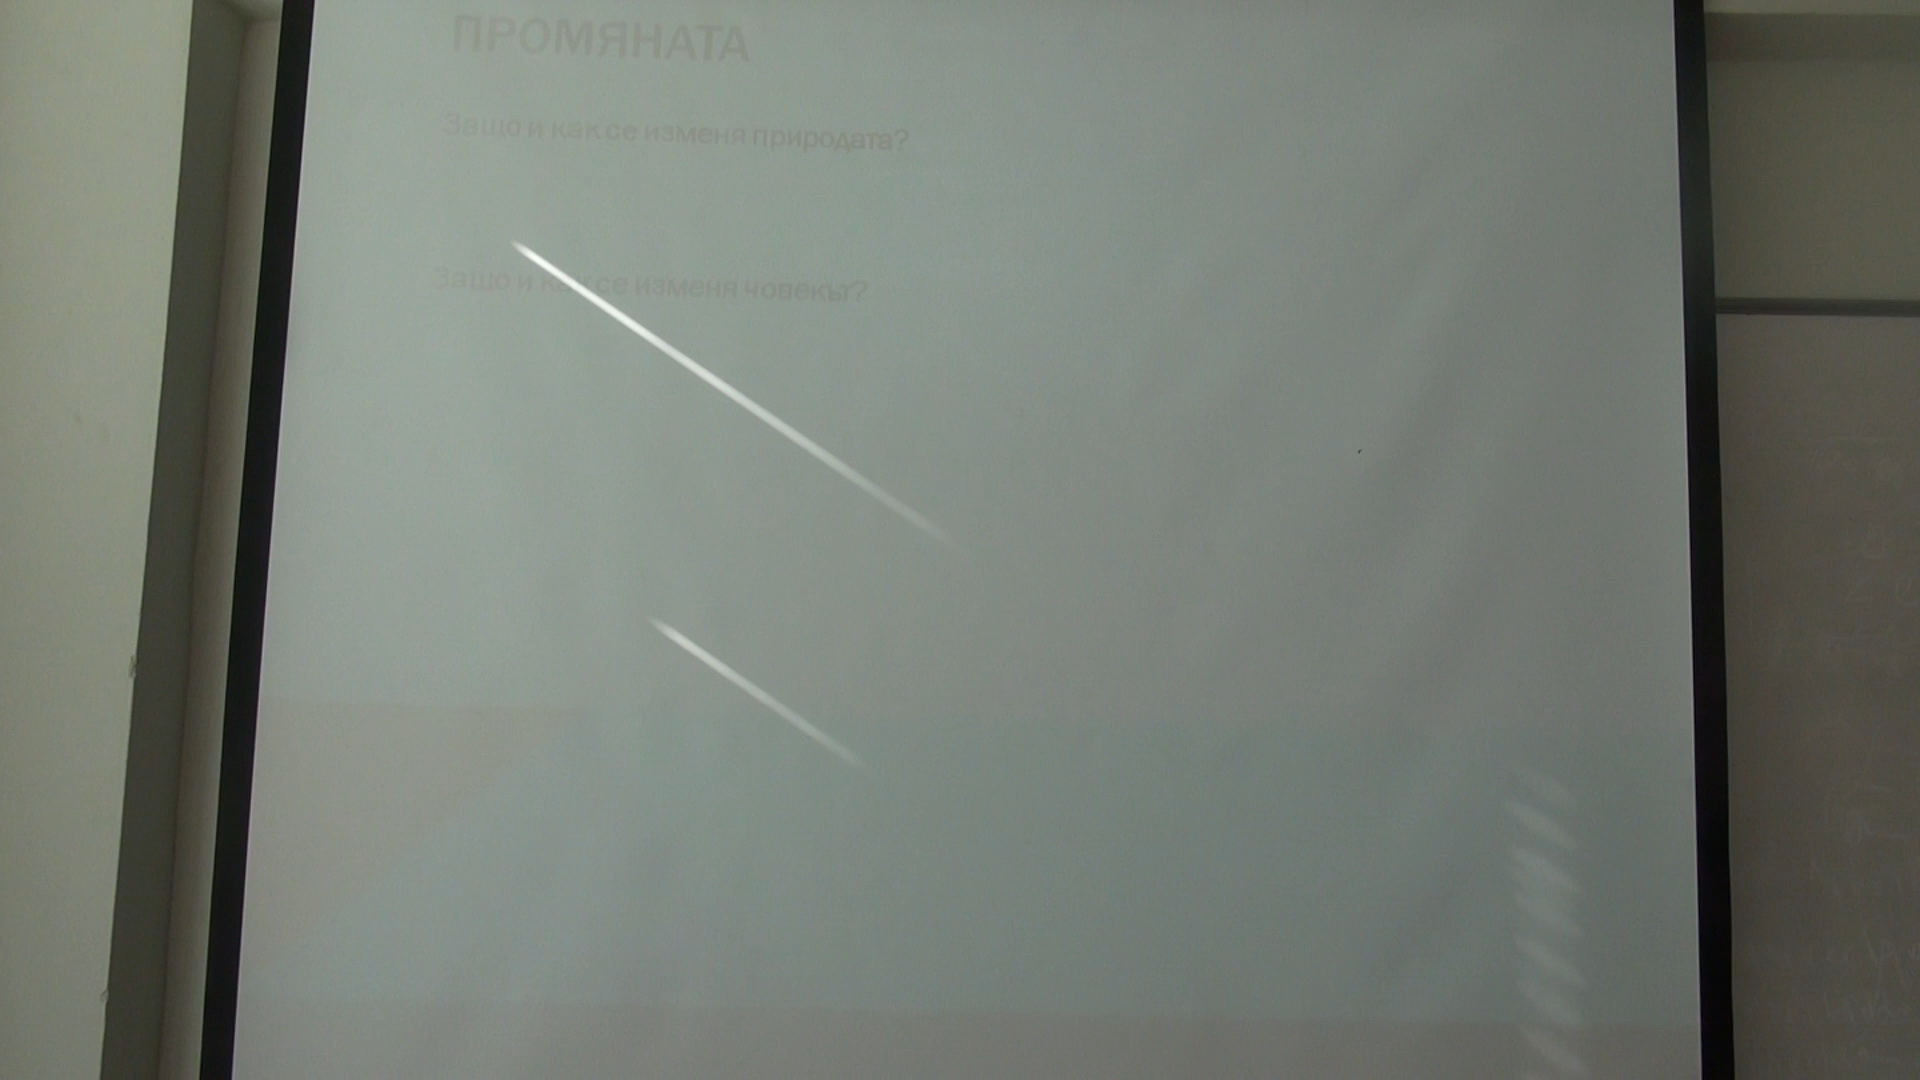 ПРОМЯНАТА
Защо и как се изменя природата?
Защо и как се изменя човекът?